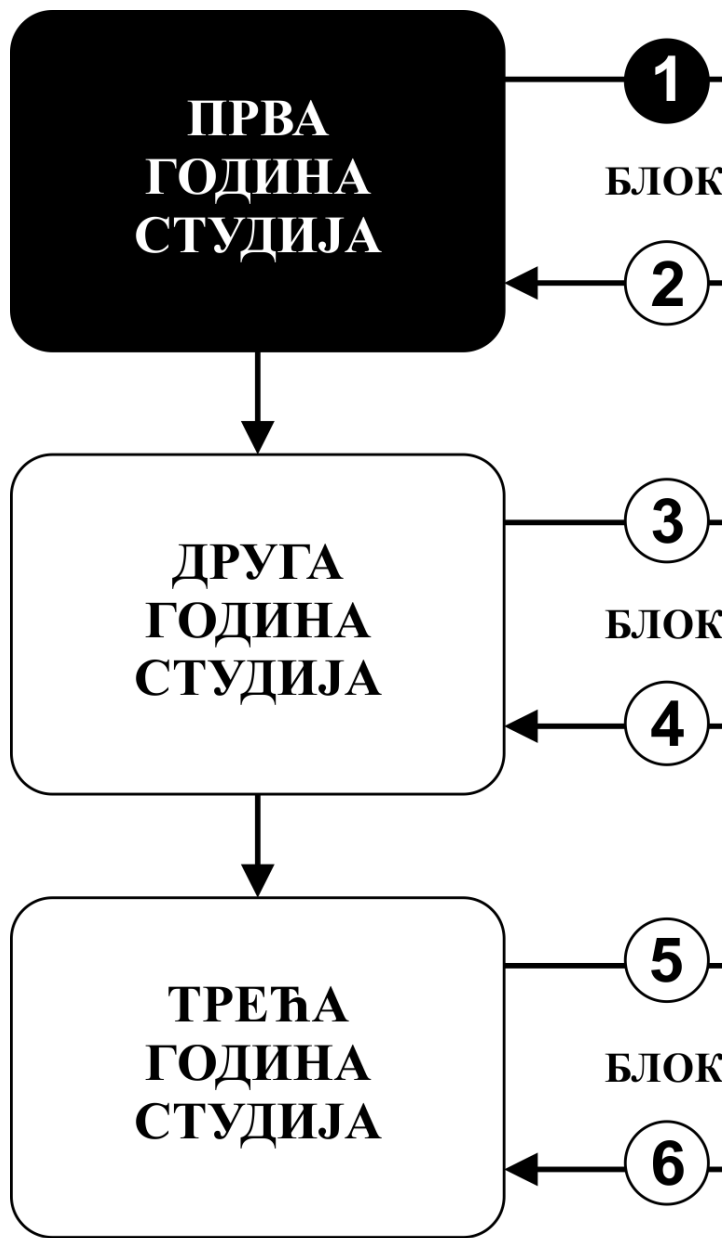 ПРВА
ГОДИНА
СТУДИЈА
1
БЛОК
2
ДРУГА
ГОДИНА
СТУДИЈА
3
БЛОК
4
ТРЕЋА
ГОДИНА
СТУДИЈА
5
БЛОК
6